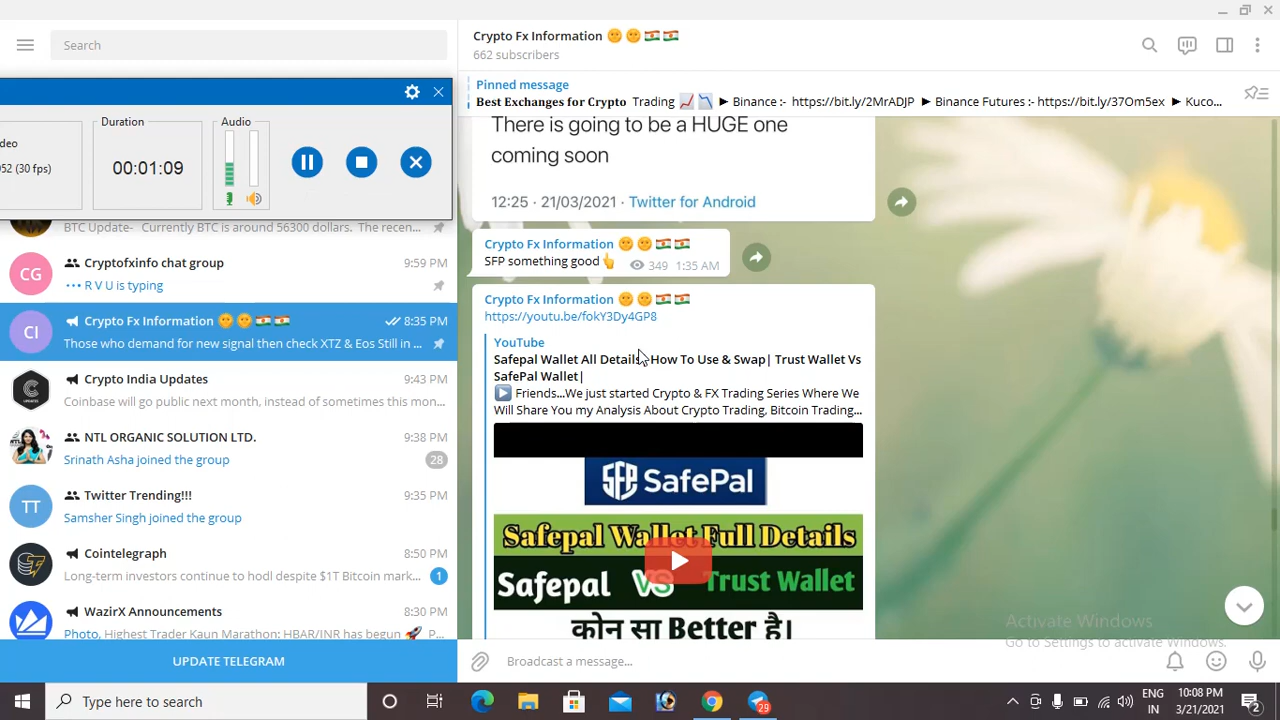 Search
Crypto Fx Information 🌞 🌞 🇮🇳 🇮🇳
662 subscribers
Pinned message
Best Exchanges for Crypto Trading 📈 📉 ▶ Binance :- https://bit.ly/2MrADJP ▶ Binance Futures :- https://bit.ly/37Om5ex ▶ Kuco...
deo
Duration
Audio
052 (30 fps)
00:01:09
There is going to be a HUGE one
coming soon
12:25 · 21/03/2021 · Twitter for Android
BTC Update- Currently BTC is around 56300 dollars. The recen...
CG
Cryptofxinfo chat group
9:59 PM
R V U is typing
CI
Crypto Fx Information 🌞 🌞 🇮🇳 🇮🇳
8:35 PM
Those who demand for new signal then check XTZ & Eos Still in ...
UPDATES
Crypto India Updates
9:43 PM
Coinbase will go public next month, instead of sometimes this mon...
NTL ORGANIC SOLUTION LTD.
9:38 PM
Srinath Asha joined the group
28
TT
Twitter Trending!!!
9:35 PM
Samsher Singh joined the group
Cointelegraph
8:50 PM
Long-term investors continue to hodl despite $1T Bitcoin mark...
1
WazirX Announcements
8:30 PM
Photo, Highest Trader Kaun Marathon: HBAR/INR has begun 🚀 P...
UPDATE TELEGRAM
Crypto Fx Information 🌞 🌞 🇮🇳 🇮🇳
SFP something good👆 349 1:35 AM
Crypto Fx Information 🌞 🌞 🇮🇳 🇮🇳
https://youtu.be/fokY3Dy4GP8
YouTube
Safepal Wallet All Details| How To Use & Swap| Trust Wallet Vs
SafePal Wallet|
▶ Friends...We just started Crypto & FX Trading Series Where We
Will Share You my Analysis About Crypto Trading, Bitcoin Trading...
SFP SafePal
Safepal Wallet Full Details
Safepal VS Trust Wallet
कोन सा Better है।
Activate Windows
Go to Settings to activate Windows.
Broadcast a message...
Type here to search
29
ENG
IN
10:08 PM
3/21/2021
2